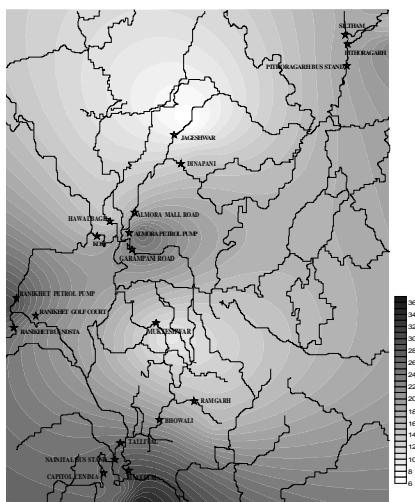 SILTHAM
PITHORAGARH
PITHORAGARH BUS STAND
JAGESHWAR
DINAPANI
ALMORA MALL ROAD
HAWALBAGH
ALMORA PETROL PUMP
KOSI
GARAMPANI ROAD
RANIKHET PETROL PUMP
RANIKHET GOLF COURT
MUKTESHWAR
RANIKHET BUS STA
RAMGARH
BHOWALI
TALLITAL
NAINITAL BUS STAND
CAPITOL CENIMA
36
34
32
30
28
26
24
22
20
18
16
14
12
10
8
6